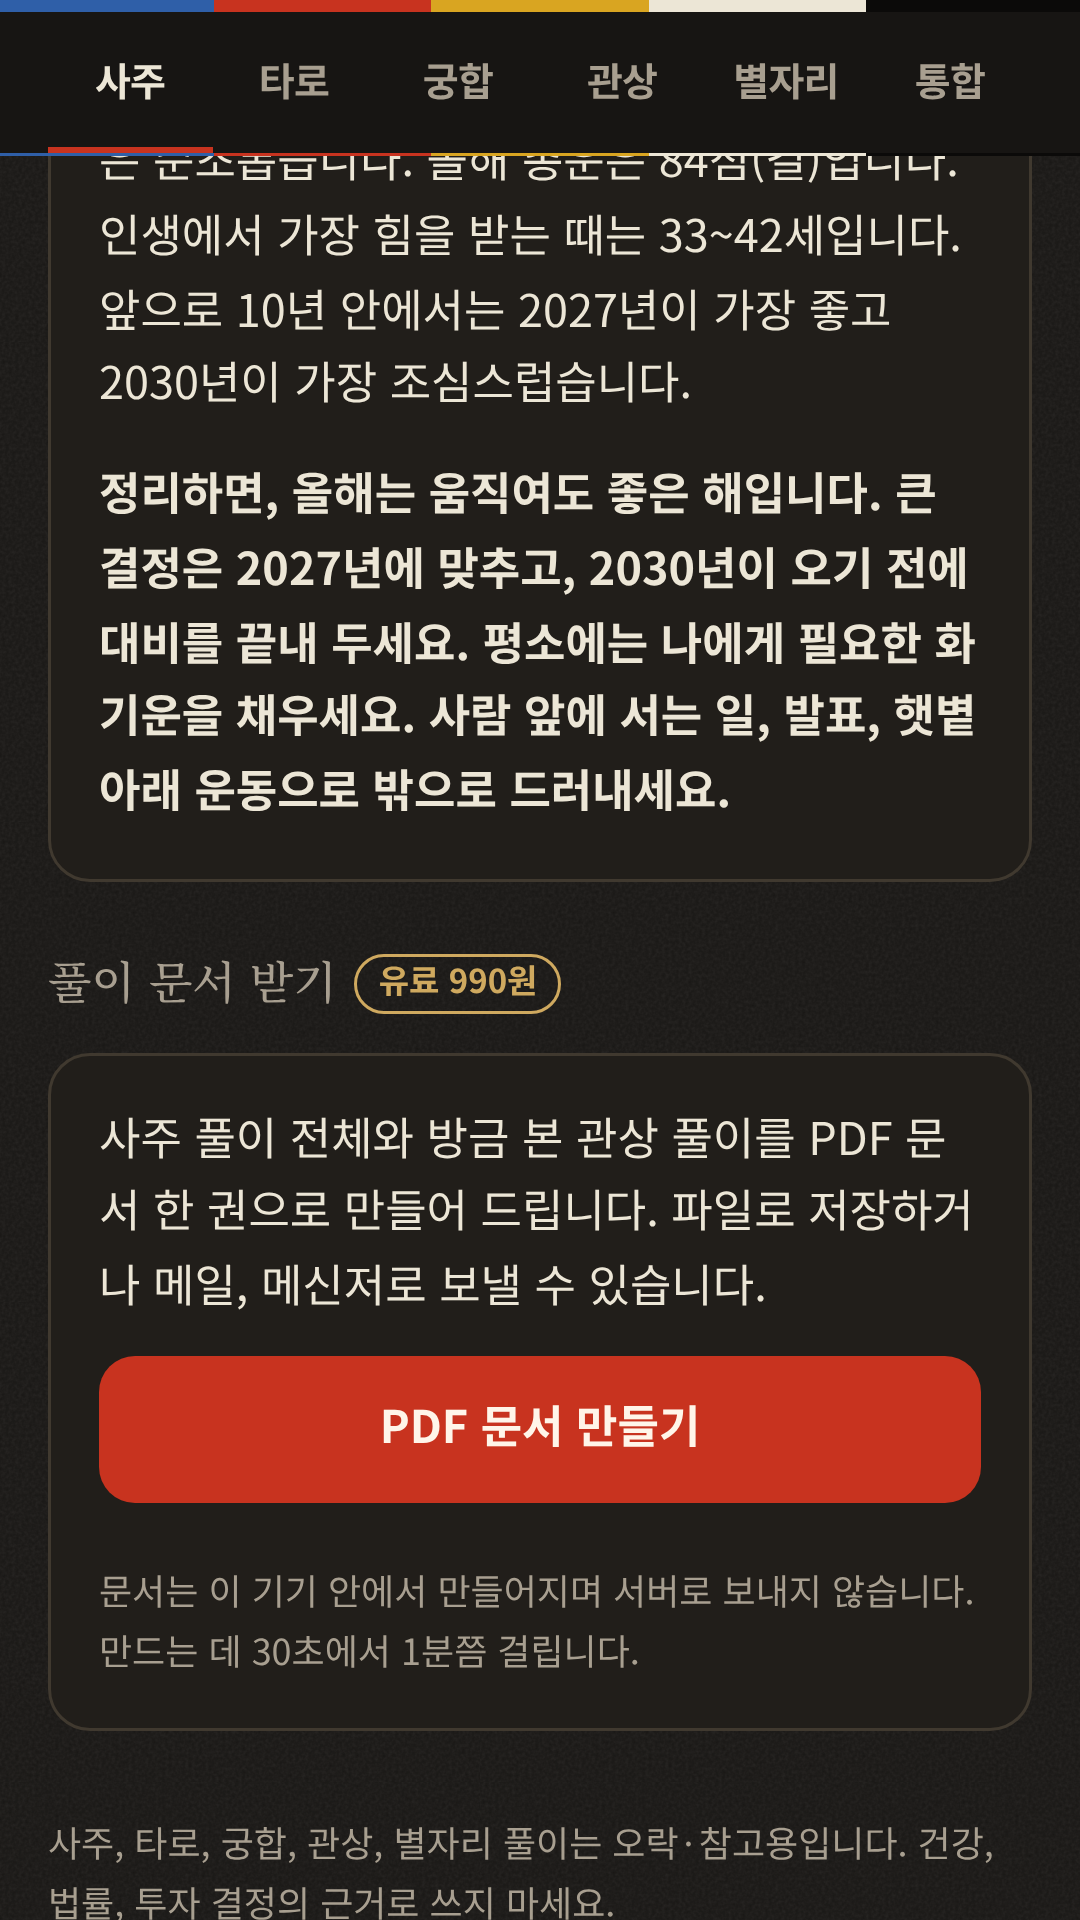 사주 타로 궁합 관상 별자리 통합
올해 총운은 84점(길)입니다.
인생에서 가장 힘을 받는 때는 33~42세입니다.
앞으로 10년 안에서는 2027년이 가장 좋고
2030년이 가장 조심스럽습니다.
정리하면, 올해는 움직여도 좋은 해입니다. 큰
결정은 2027년에 맞추고, 2030년이 오기 전에
대비를 끝내 두세요. 평소에는 나에게 필요한 화
기운을 채우세요. 사람 앞에 서는 일, 발표, 햇볕
아래 운동으로 밖으로 드러내세요.
풀이 문서 받기 유료 990원
사주 풀이 전체와 방금 본 관상 풀이를 PDF 문
서 한 권으로 만들어 드립니다. 파일로 저장하거
나 메일, 메신저로 보낼 수 있습니다.
PDF 문서 만들기
문서는 이 기기 안에서 만들어지며 서버로 보내지 않습니다.
만드는 데 30초에서 1분쯤 걸립니다.
사주, 타로, 궁합, 관상, 별자리 풀이는 오락·참고용입니다. 건강,
법률, 투자 결정의 근거로 쓰지 마세요.